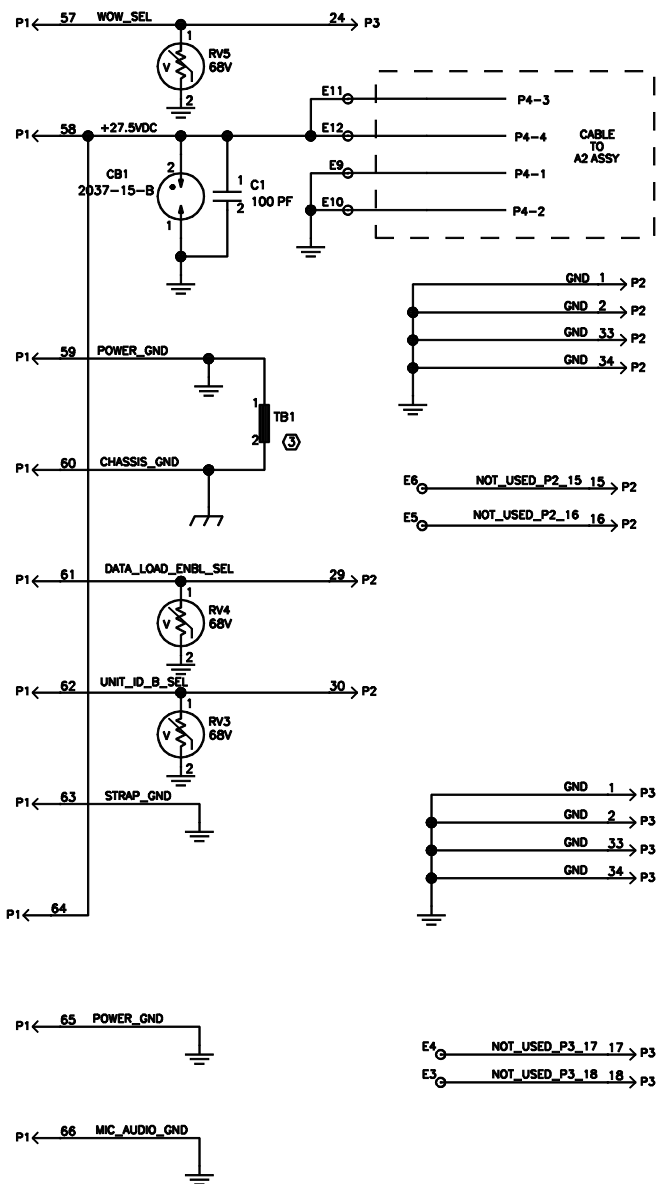 P1 57 WOW_SEL 24 P3
1
RV5
68V
V
2
E11 P4-3
P1 58 +27.5VDC E12 P4-4
CABLE
TO
A2 ASSY
E9 P4-1
E10 P4-2
CB1
2037-15-B
2
1
1
2
C1
100 PF
GND 1 P2
GND 2 P2
GND 33 P2
GND 34 P2
P1 59 POWER_GND
1
TB1
2
3
P1 60 CHASSIS_GND
E6 NOT_USED_P2_15 15 P2
E5 NOT_USED_P2_16 16 P2
P1 61 DATA_LOAD_ENBL_SEL 29 P2
1
RV4
68V
V
2
P1 62 UNIT_ID_B_SEL 30 P2
1
RV3
68V
V
2
P1 63 STRAP_GND
GND 1 P3
GND 2 P3
GND 33 P3
GND 34 P3
P1 64
P1 65 POWER_GND
E4 NOT_USED_P3_17 17 P3
E3 NOT_USED_P3_18 18 P3
P1 66 MIC_AUDIO_GND